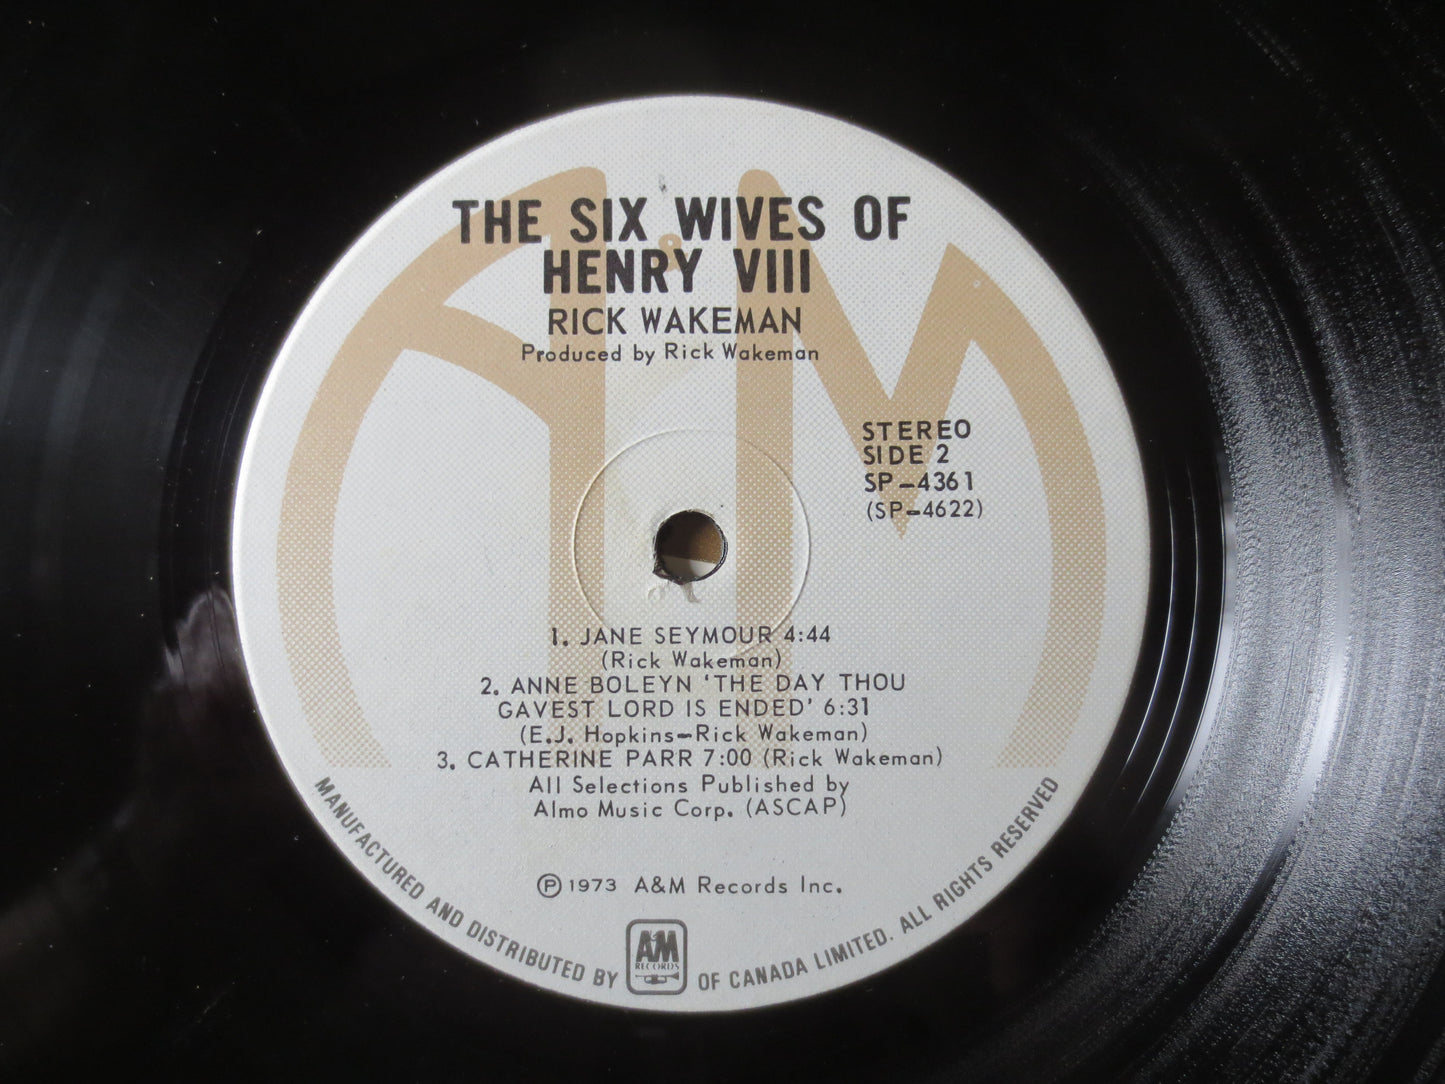 THE SIX WIVES OF
HENRY VIII
RICK WAKEMAN
Produced by Rick Wakeman
STEREO
SIDE 2
SP-4361
(SP-4622)
1. JANE SEYMOUR 4:44
(Rick Wakeman)
2. ANNE BOLEYN 'THE DAY THOU
GAVEST LORD IS ENDED' 6:31
(E.J. Hopkins-Rick Wakeman)
3. CATHERINE PARR 7:00 (Rick Wakeman)
All Selections Published by
Almo Music Corp. (ASCAP)
℗ 1973 A&M Records Inc.
MANUFACTURED AND DISTRIBUTED BY A&M RECORDS OF CANADA LIMITED. ALL RIGHTS RESERVED